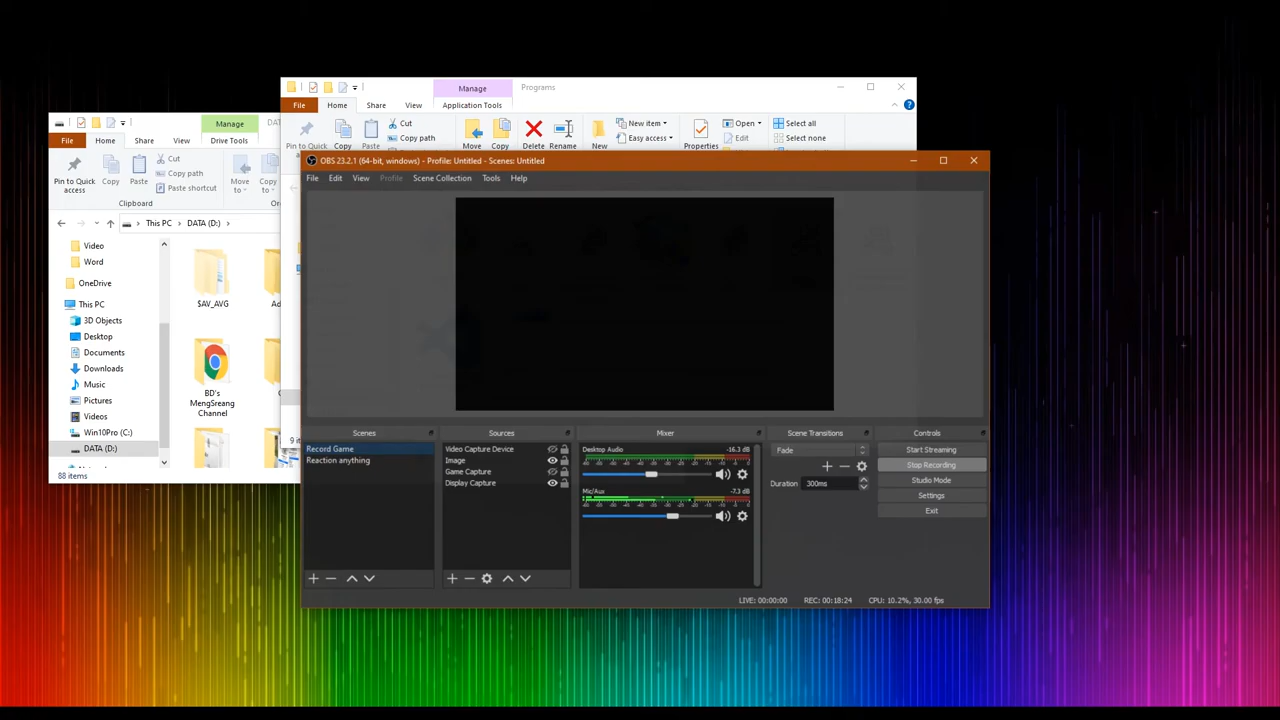 Manage
Programs
File
Home
Share
View
Application Tools
Cut
Copy path
New item
Easy access
Open
Edit
Select all
Select none
Copy
Paste
Move
Copy
Delete
Rename
Properties
Manage
File
Home
Share
View
Drive Tools
Pin to Quick access
Copy
Paste
Cut
Copy path
Paste shortcut
Move to
Clipboard
This PC > DATA (D:) >
Video
Word
OneDrive
This PC
3D Objects
Desktop
Documents
Downloads
Music
Pictures
Videos
Win10Pro (C:)
DATA (D:)
$AV_AVG
BD's
MengSreang
Channel
88 items
OBS 23.2.1 (64-bit, windows) - Profile: Untitled - Scenes: Untitled
File Edit View Profile Scene Collection Tools Help
Scenes
Record Game
Reaction anything
Sources
Video Capture Device
Image
Game Capture
Display Capture
Mixer
Desktop Audio -16.3 dB
Mic/Aux -7.3 dB
Scene Transitions
Fade
Duration 300ms
Controls
Start Streaming
Stop Recording
Studio Mode
Settings
Exit
LIVE: 00:00:00 REC: 00:18:24 CPU: 10.2%, 30.00 fps